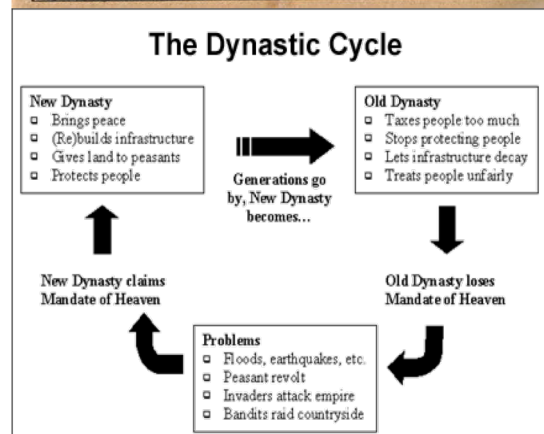 The Dynastic Cycle
New Dynasty
Brings peace
(Re)builds infrastructure
Gives land to peasants
Protects people
Generations go
by, New Dynasty
becomes...
Old Dynasty
Taxes people too much
Stops protecting people
Lets infrastructure decay
Treats people unfairly
Old Dynasty loses
Mandate of Heaven
Problems
Floods, earthquakes, etc.
Peasant revolt
Invaders attack empire
Bandits raid countryside
New Dynasty claims
Mandate of Heaven